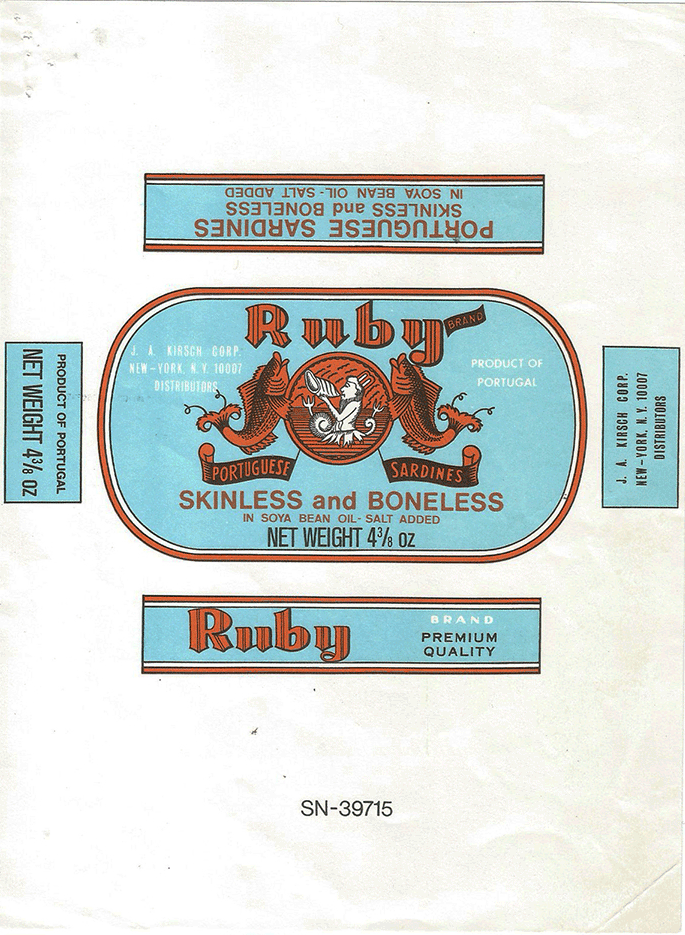 PORTUGUESE SARDINES
SKINLESS and BONELESS
IN SOYA BEAN OIL - SALT ADDED
Ruby
BRAND
J. A. KIRSCH CORP.
NEW-YORK, N. Y. 10007
DISTRIBUTORS
PRODUCT OF
PORTUGAL
PORTUGUESE
SARDINES
SKINLESS and BONELESS
IN SOYA BEAN OIL - SALT ADDED
NET WEIGHT 4⅜ OZ
PRODUCT OF PORTUGAL
NET WEIGHT 4⅜ OZ
J. A. KIRSCH CORP.
NEW-YORK, N. Y. 10007
DISTRIBUTORS
Ruby
BRAND
PREMIUM
QUALITY
SN-39715